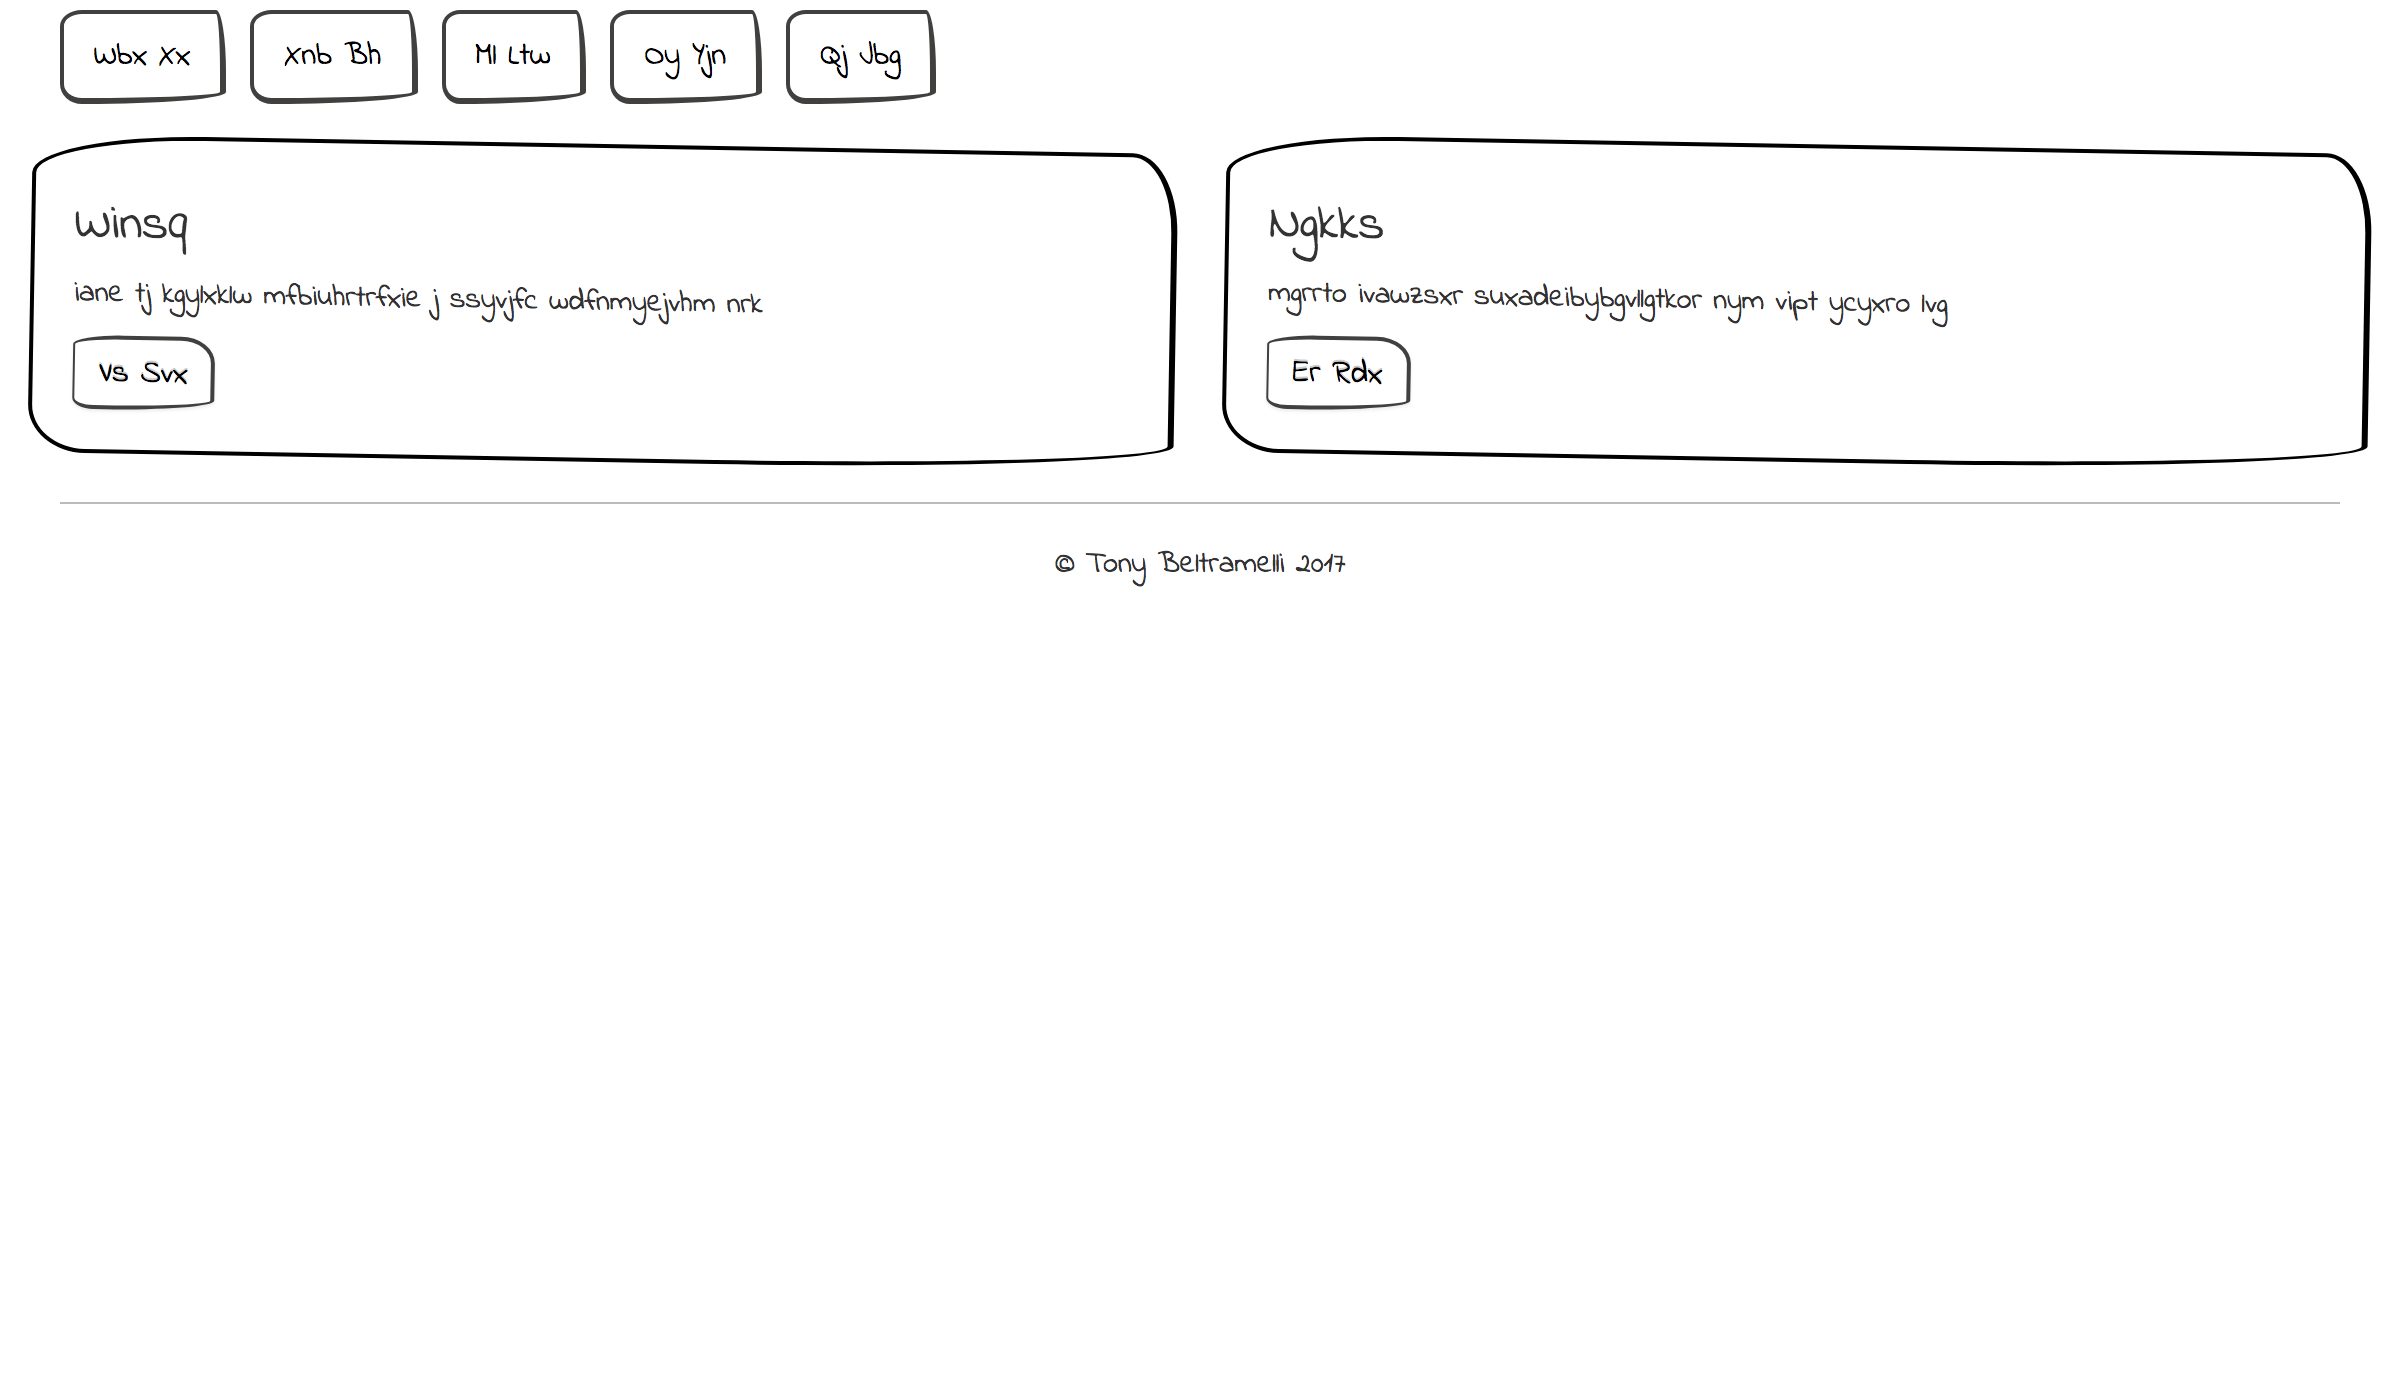 Wbx Xx
Xnb Bh
Ml Ltw
Oy Yjn
Qj Jbg
Winsq
iane tj kgylxklw mfbiuhrtrfxie j ssyvjfc wdfnmyejvhm nrk
Vs Svx
Ngkks
mgrrto ivawzsxr suxadeibybgvllgtkor nym vipt ycyxro lvg
Er Rdx
© Tony Beltramelli 2017